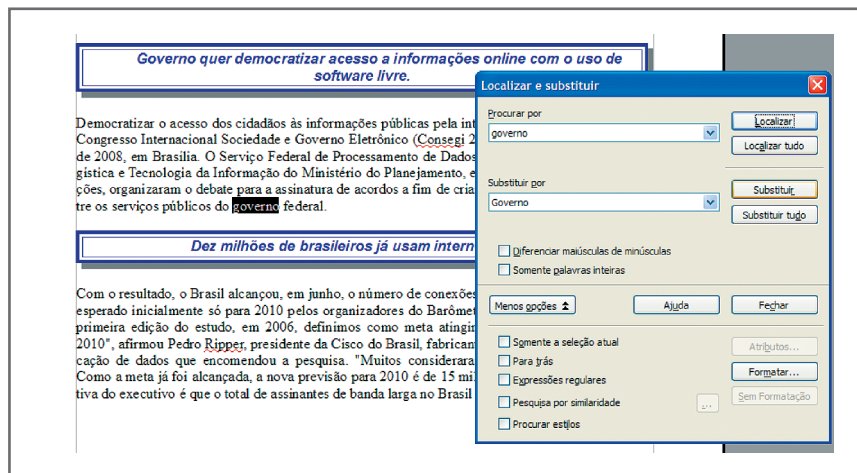 Governo quer democratizar acesso a informações online com o uso de
software livre.
Democratizar o acesso dos cidadãos às informações públicas pela int
Congresso Internacional Sociedade e Governo Eletrônico (Consegi 2
de 2008, em Brasília. O Serviço Federal de Processamento de Dados
gística e Tecnologia da Informação do Ministério do Planejamento, e
ções, organizaram o debate para a assinatura de acordos a fim de cria
tre os serviços públicos do governo federal.
Dez milhões de brasileiros já usam intern
Com o resultado, o Brasil alcançou, em junho, o número de conexões
esperado inicialmente só para 2010 pelos organizadores do Barômet
primeira edição do estudo, em 2006, definimos como meta atingir
2010", afirmou Pedro Ripper, presidente da Cisco do Brasil, fabrican
cação de dados que encomendou a pesquisa. "Muitos considerara
Como a meta já foi alcançada, a nova previsão para 2010 é de 15 mil
tiva do executivo é que o total de assinantes de banda larga no Brasil
Localizar e substituir
Procurar por
governo
Localizar
Localizar tudo
Substituir por
Governo
Substituir
Substituir tudo
Diferenciar maiúsculas de minúsculas
Somente palavras inteiras
Menos opções
Ajuda
Fechar
Somente a seleção atual
Para trás
Expressões regulares
Pesquisa por similaridade
...
Procurar estilos
Atributos...
Formatar...
Sem Formatação